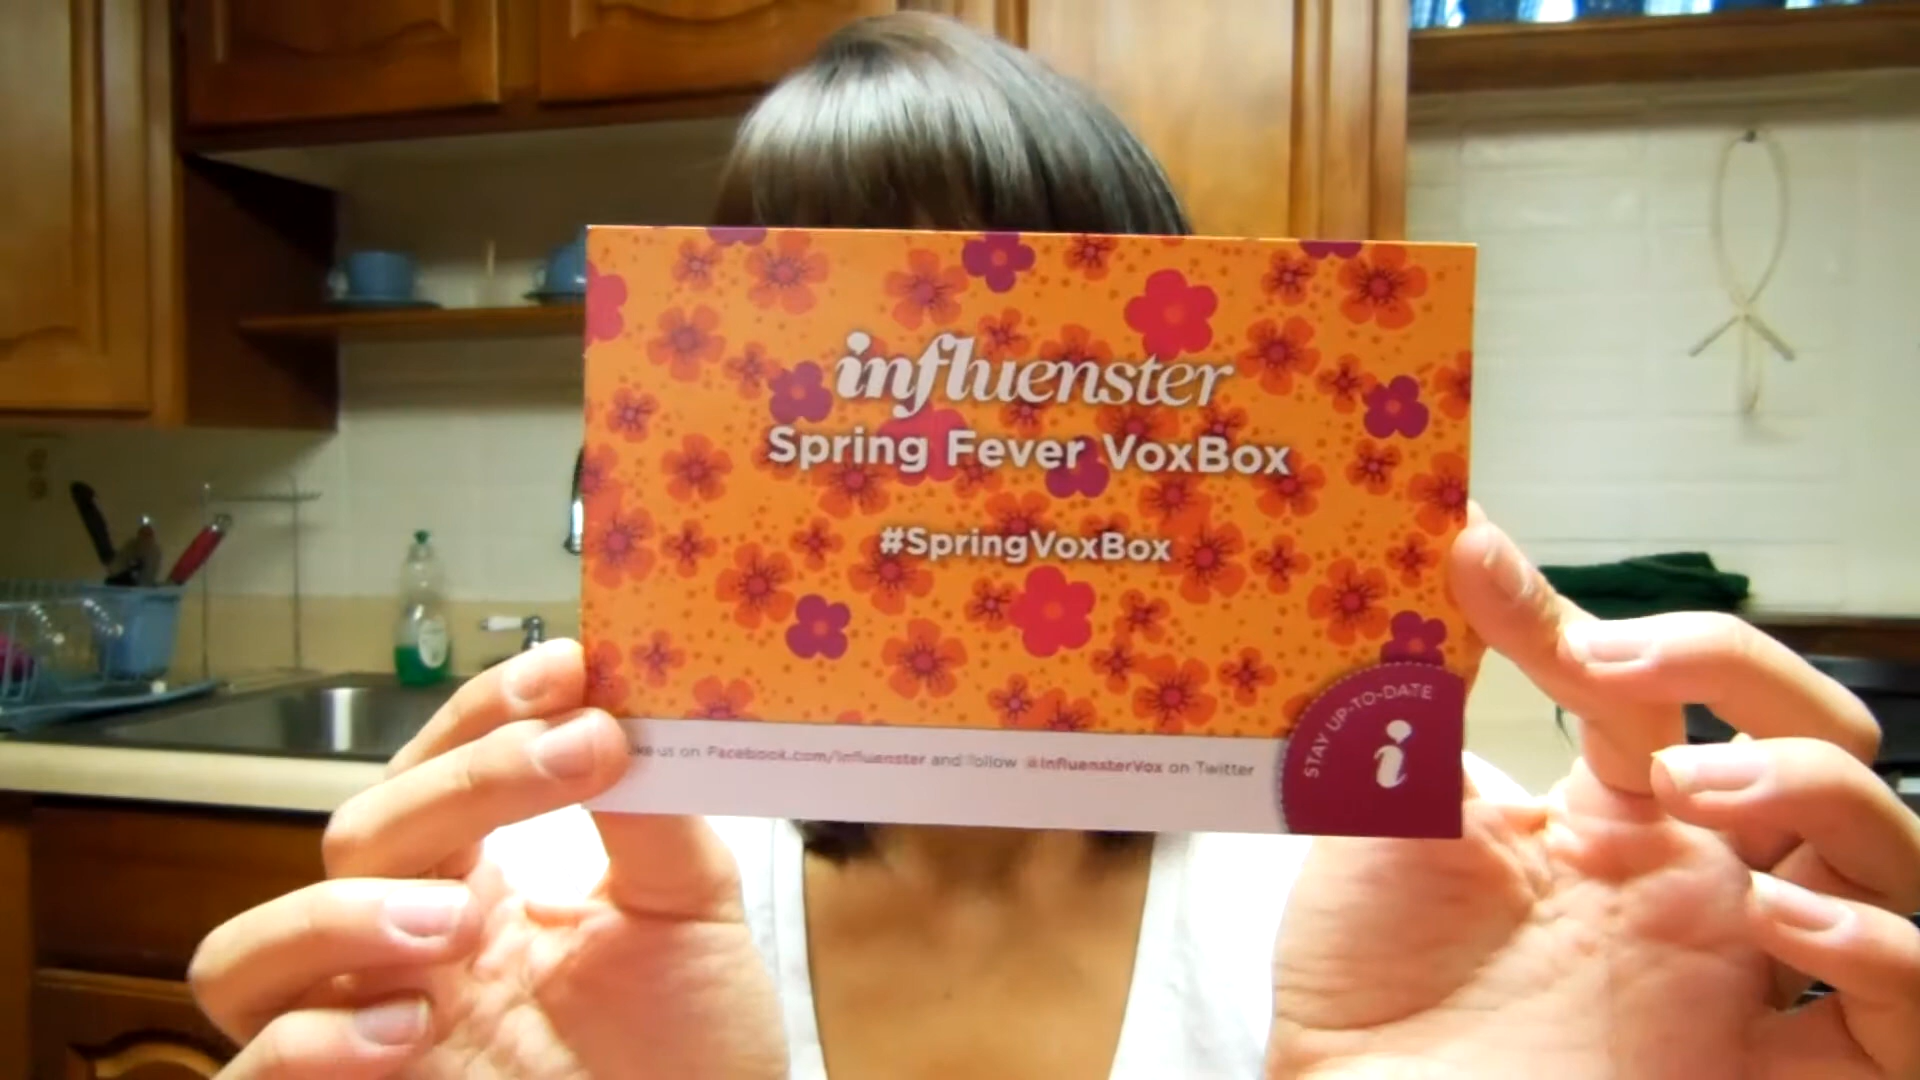 influenster
Spring Fever VoxBox
#SpringVoxBox
us on Facebook.com/influenster and follow @InfluensterVox on Twitter
STAY UP-TO-DATE
i